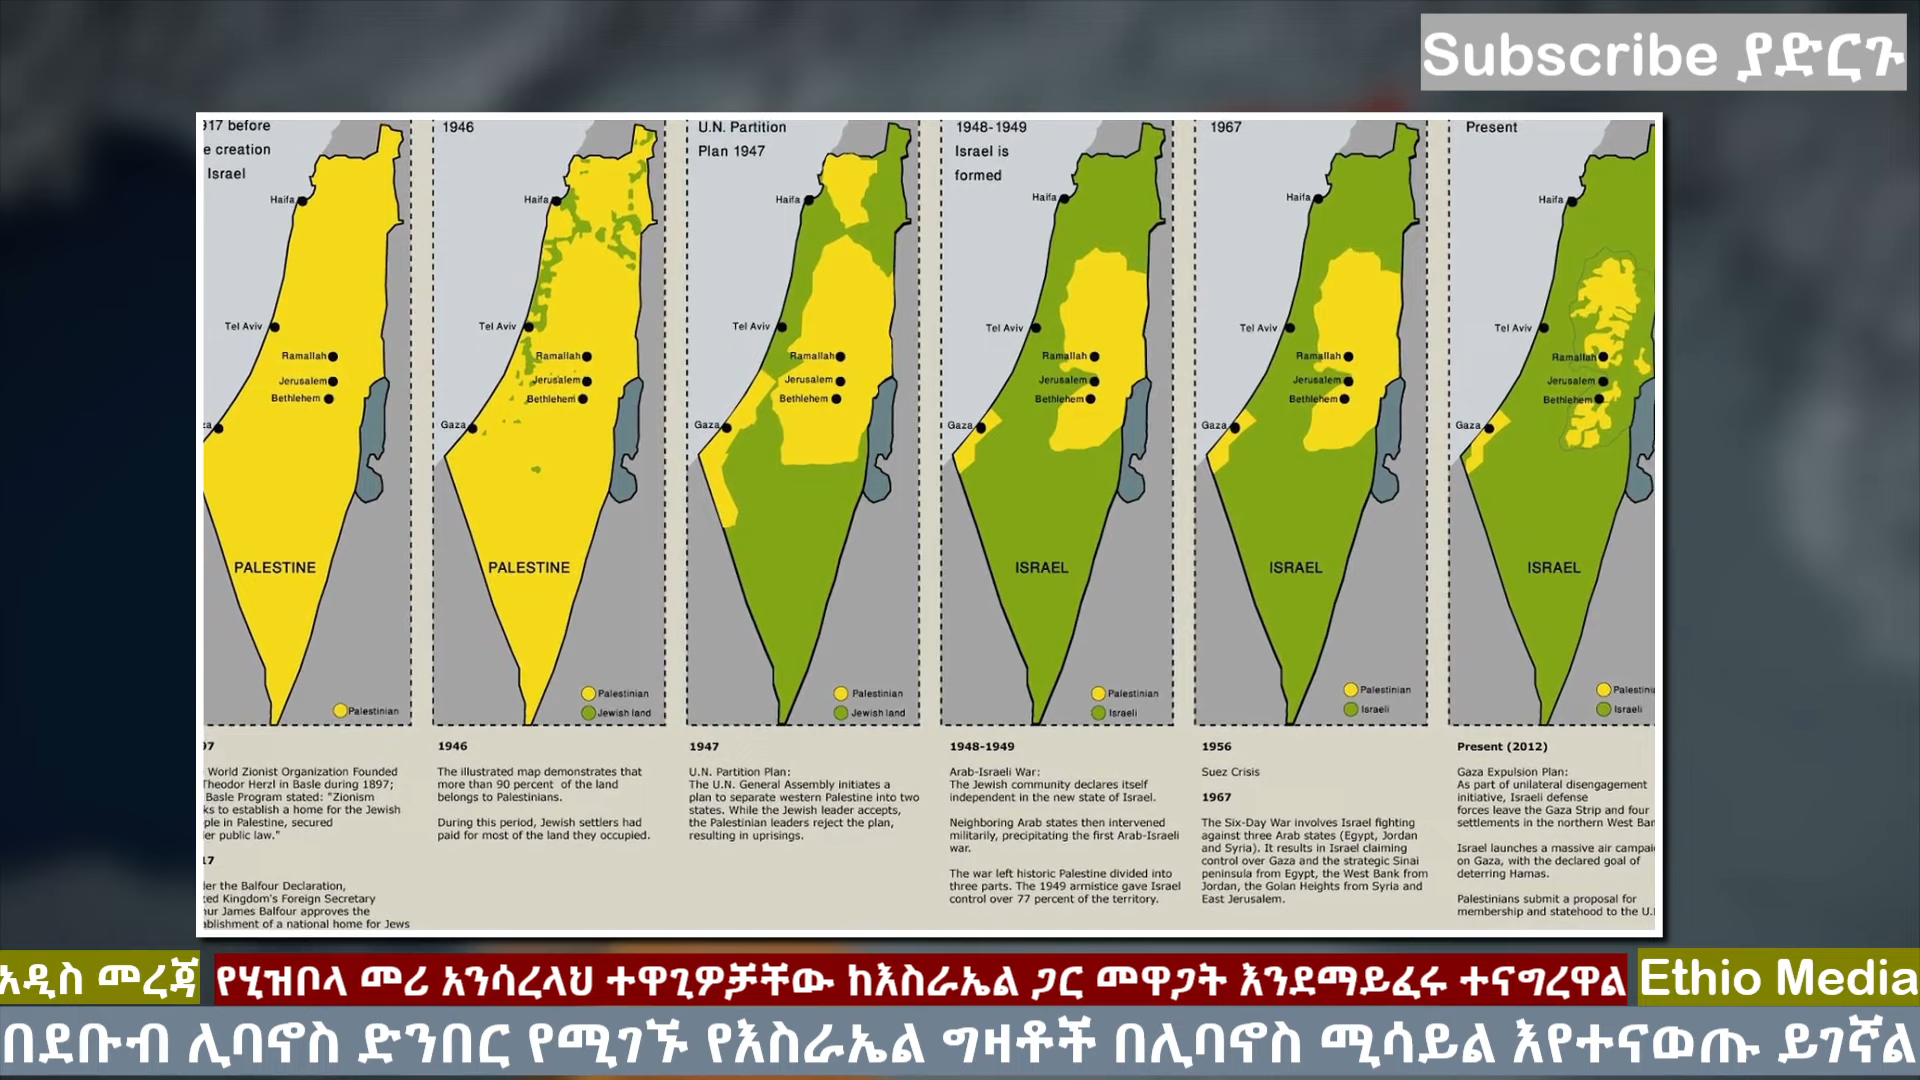 Subscribe ያድርጉ
917 before
e creation
Israel
Haifa
Tel Aviv
Ramallah
Jerusalem
Bethlehem
za
PALESTINE
Palestinian
1946
Haifa
Tel Aviv
Ramallah
Jerusalem
Bethlehem
Gaza
PALESTINE
Palestinian
Jewish land
U.N. Partition
Plan 1947
Haifa
Tel Aviv
Ramallah
Jerusalem
Bethlehem
Gaza
Palestinian
Jewish land
1948-1949
Israel is
formed
Haifa
Tel Aviv
Ramallah
Jerusalem
Bethlehem
Gaza
ISRAEL
Palestinian
Israeli
1967
Haifa
Tel Aviv
Ramallah
Jerusalem
Bethlehem
Gaza
ISRAEL
Palestinian
Israeli
Present
Haifa
Tel Aviv
Ramallah
Jerusalem
Bethlehem
Gaza
ISRAEL
Palestinia
Israeli
97
World Zionist Organization Founded
Theodor Herzl in Basle during 1897;
Basle Program stated: "Zionism
ks to establish a home for the Jewish
ple in Palestine, secured
er public law."
17
der the Balfour Declaration,
ted Kingdom's Foreign Secretary
hur James Balfour approves the
ablishment of a national home for Jews
1946
The illustrated map demonstrates that
more than 90 percent of the land
belongs to Palestinians.
During this period, Jewish settlers had
paid for most of the land they occupied.
1947
U.N. Partition Plan:
The U.N. General Assembly initiates a
plan to separate western Palestine into two
states. While the Jewish leader accepts,
the Palestinian leaders reject the plan,
resulting in uprisings.
1948-1949
Arab-Israeli War:
The Jewish community declares itself
independent in the new state of Israel.
Neighboring Arab states then intervened
militarily, precipitating the first Arab-Israeli
war.
The war left historic Palestine divided into
three parts. The 1949 armistice gave Israel
control over 77 percent of the territory.
1956
Suez Crisis
1967
The Six-Day War involves Israel fighting
against three Arab states (Egypt, Jordan
and Syria). It results in Israel claiming
control over Gaza and the strategic Sinai
peninsula from Egypt, the West Bank from
Jordan, the Golan Heights from Syria and
East Jerusalem.
Present (2012)
Gaza Expulsion Plan:
As part of unilateral disengagement
initiative, Israeli defense
forces leave the Gaza Strip and four
settlements in the northern West Ban
Israel launches a massive air campai
on Gaza, with the declared goal of
deterring Hamas.
Palestinians submit a proposal for
membership and statehood to the U.
አዲስ መረጃ
የሂዝቦላ መሪ አንሳረላህ ተዋጊዎቻቸው ከእስራኤል ጋር መዋጋት እንደማይፈሩ ተናግረዋል
Ethio Media
በደቡብ ሊባኖስ ድንበር የሚገኙ የእስራኤል ግዛቶች በሊባኖስ ሚሳይል እየተናወጡ ይገኛል